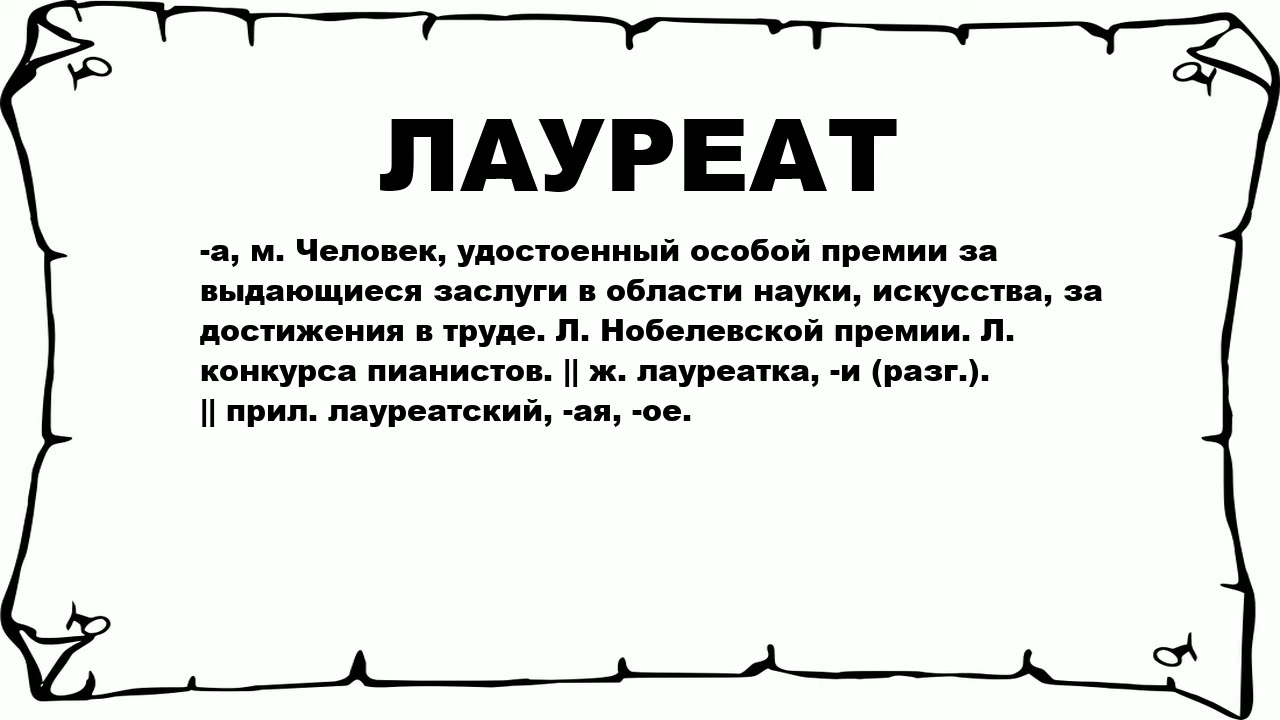 ЛАУРЕАТ
-а, м. Человек, удостоенный особой премии за
выдающиеся заслуги в области науки, искусства, за
достижения в труде. Л. Нобелевской премии. Л.
конкурса пианистов. || ж. лауреатка, -и (разг.).
|| прил. лауреатский, -ая, -ое.